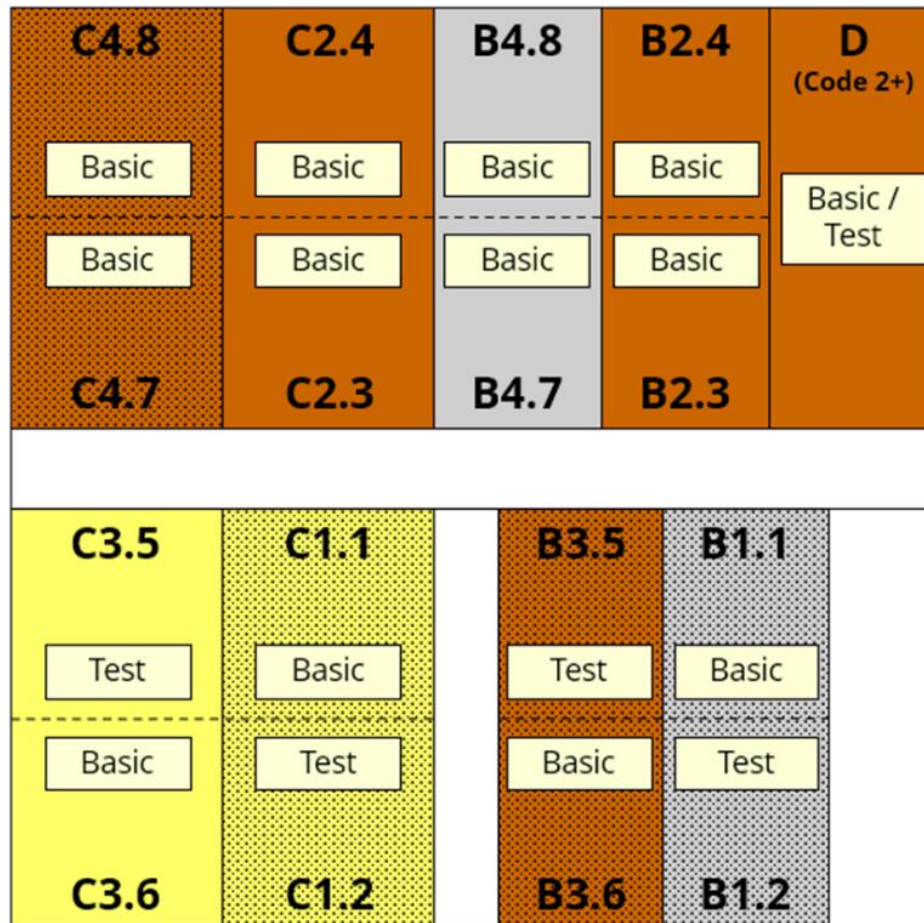 C4.8 C2.4 B4.8 B2.4 D
(Code 2+)
Basic Basic Basic Basic
Basic /
Test
Basic Basic Basic Basic
C4.7 C2.3 B4.7 B2.3
C3.5 C1.1 B3.5 B1.1
Test Basic Test Basic
Basic Test Basic Test
C3.6 C1.2 B3.6 B1.2